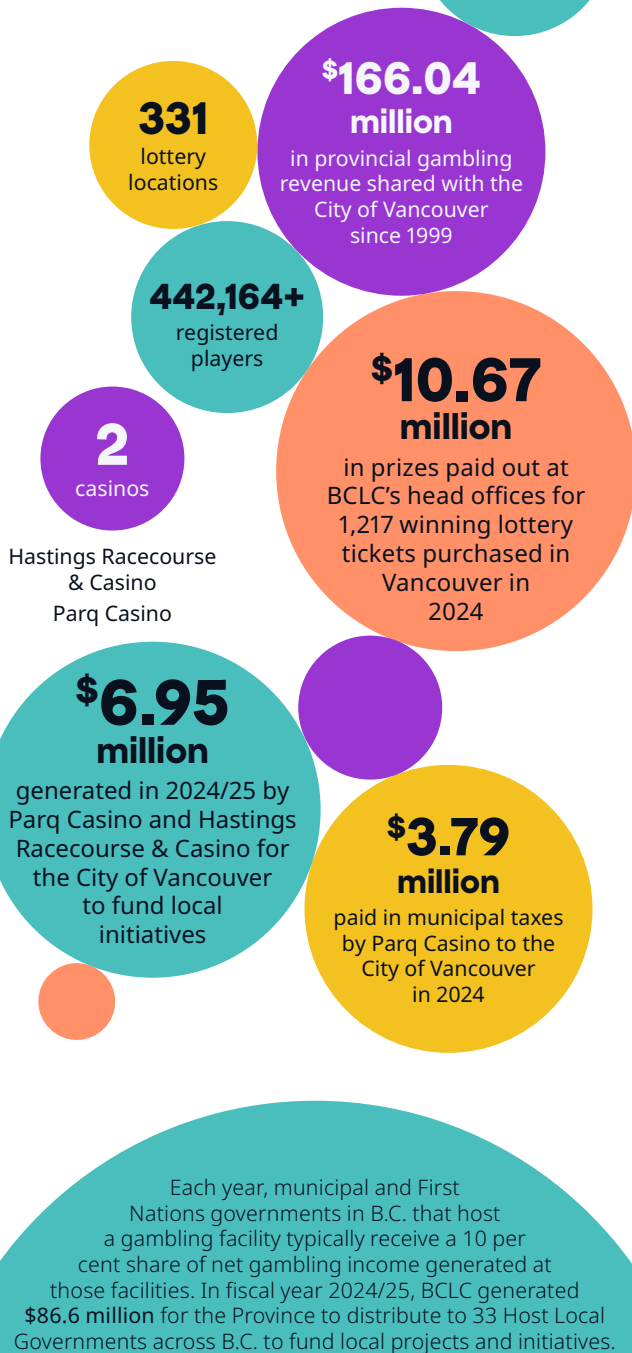 $166.04
million
in provincial gambling
revenue shared with the
City of Vancouver
since 1999
331
lottery
locations
442,164+
registered
players
$10.67
million
in prizes paid out at
BCLC’s head offices for
1,217 winning lottery
tickets purchased in
Vancouver in
2024
2
casinos
Hastings Racecourse
& Casino
Parq Casino
$6.95
million
generated in 2024/25 by
Parq Casino and Hastings
Racecourse & Casino for
the City of Vancouver
to fund local
initiatives
$3.79
million
paid in municipal taxes
by Parq Casino to the
City of Vancouver
in 2024
Each year, municipal and First
Nations governments in B.C. that host
a gambling facility typically receive a 10 per
cent share of net gambling income generated at
those facilities. In fiscal year 2024/25, BCLC generated
$86.6 million for the Province to distribute to 33 Host Local
Governments across B.C. to fund local projects and initiatives.